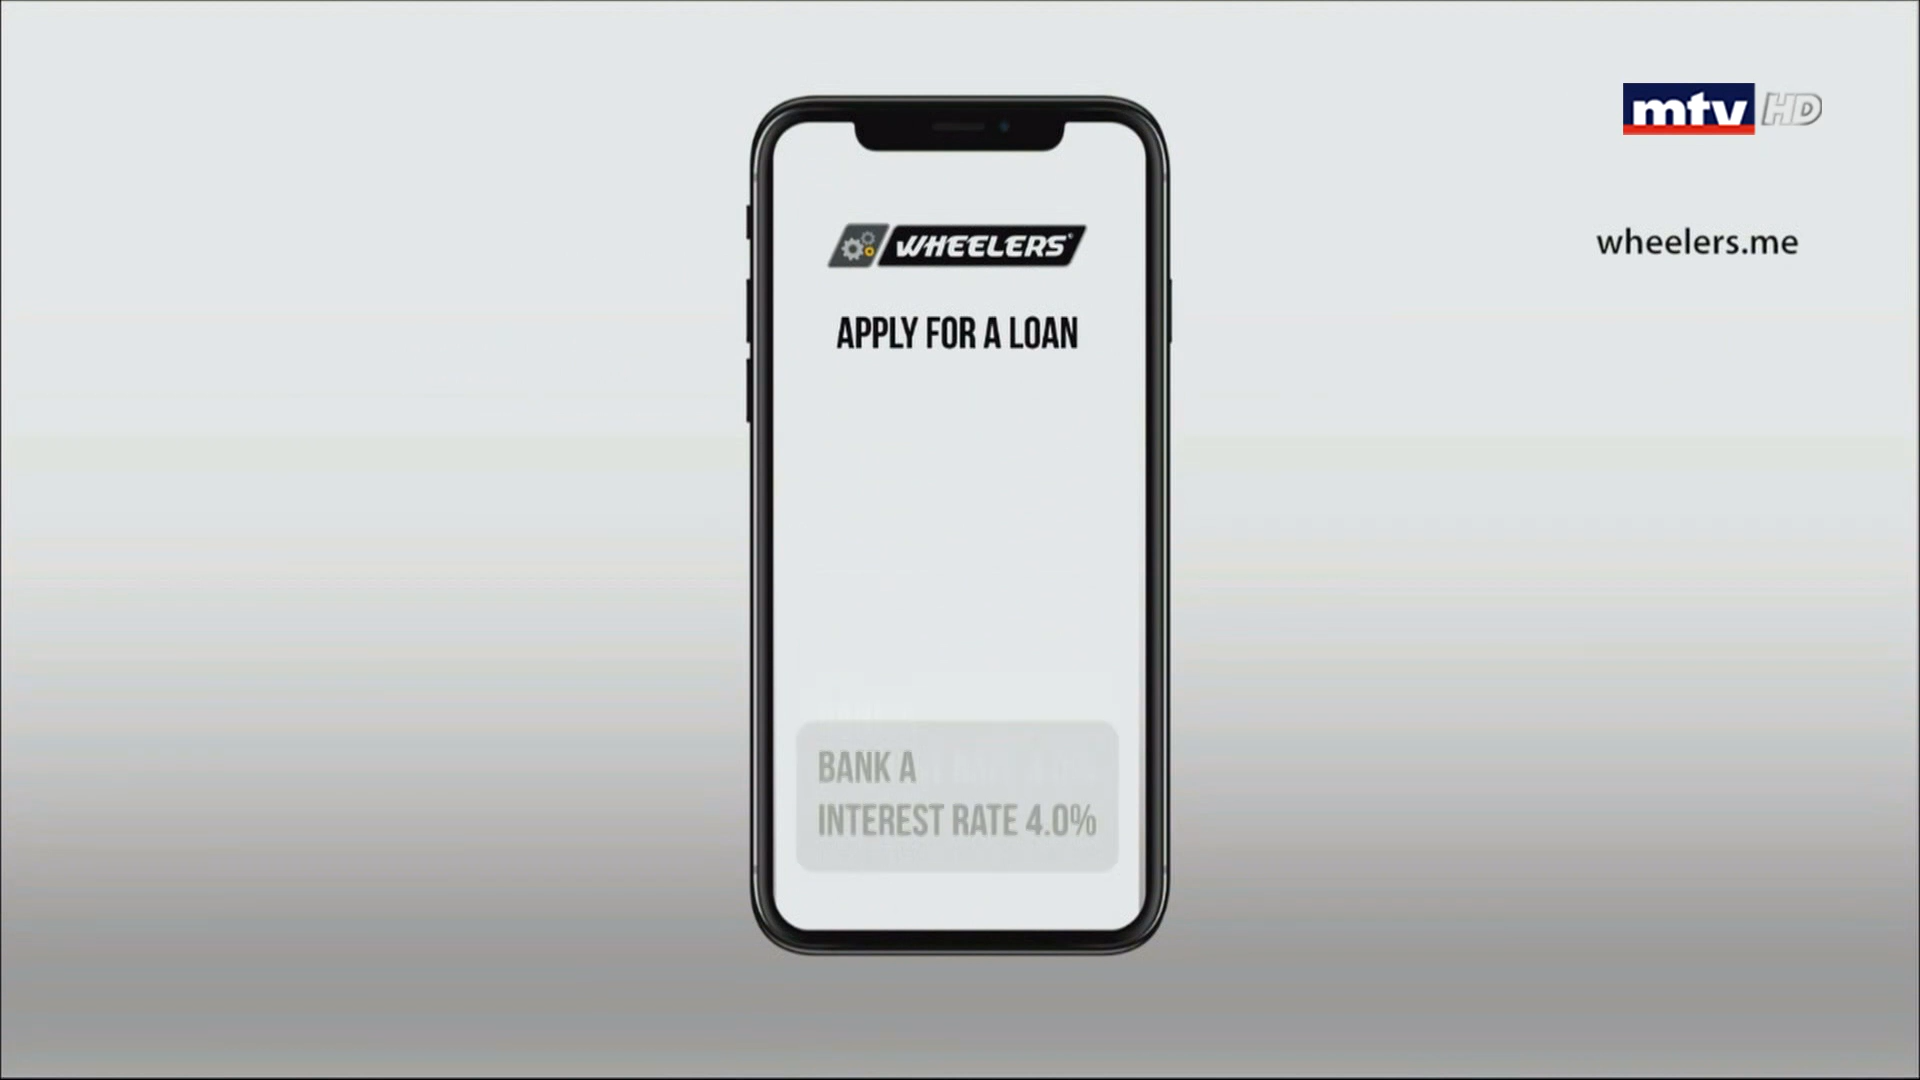 mtv HD
wheelers.me
WHEELERS®
APPLY FOR A LOAN
BANK A
INTEREST RATE 4.0%